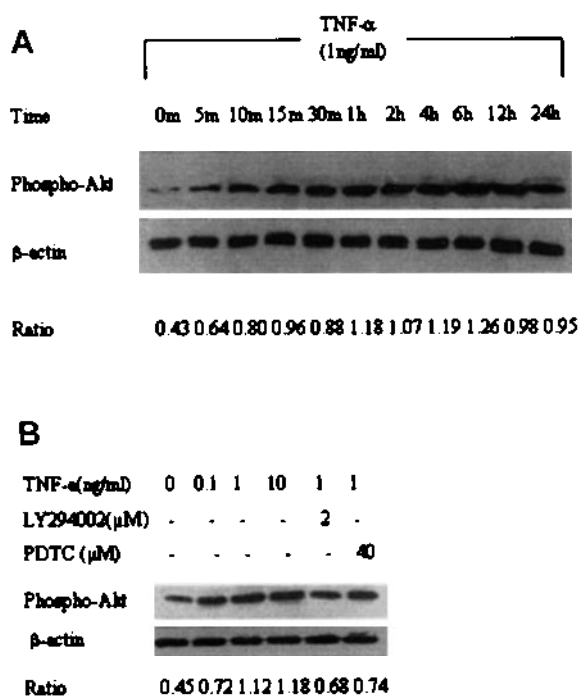 A
TNF-α
(1ng/ml)
Time 0m 5m 10m 15m 30m 1h 2h 4h 6h 12h 24h
Phospho-Akt
β-actin
Ratio 0.43 0.64 0.80 0.96 0.88 1.18 1.07 1.19 1.26 0.98 0.95
B
TNF-α(ng/ml) 0 0.1 1 10 1 1
LY294002(μM) - - - - 2 -
PDTC (μM) - - - - - 40
Phospho-Akt
β-actin
Ratio 0.45 0.72 1.12 1.18 0.68 0.74